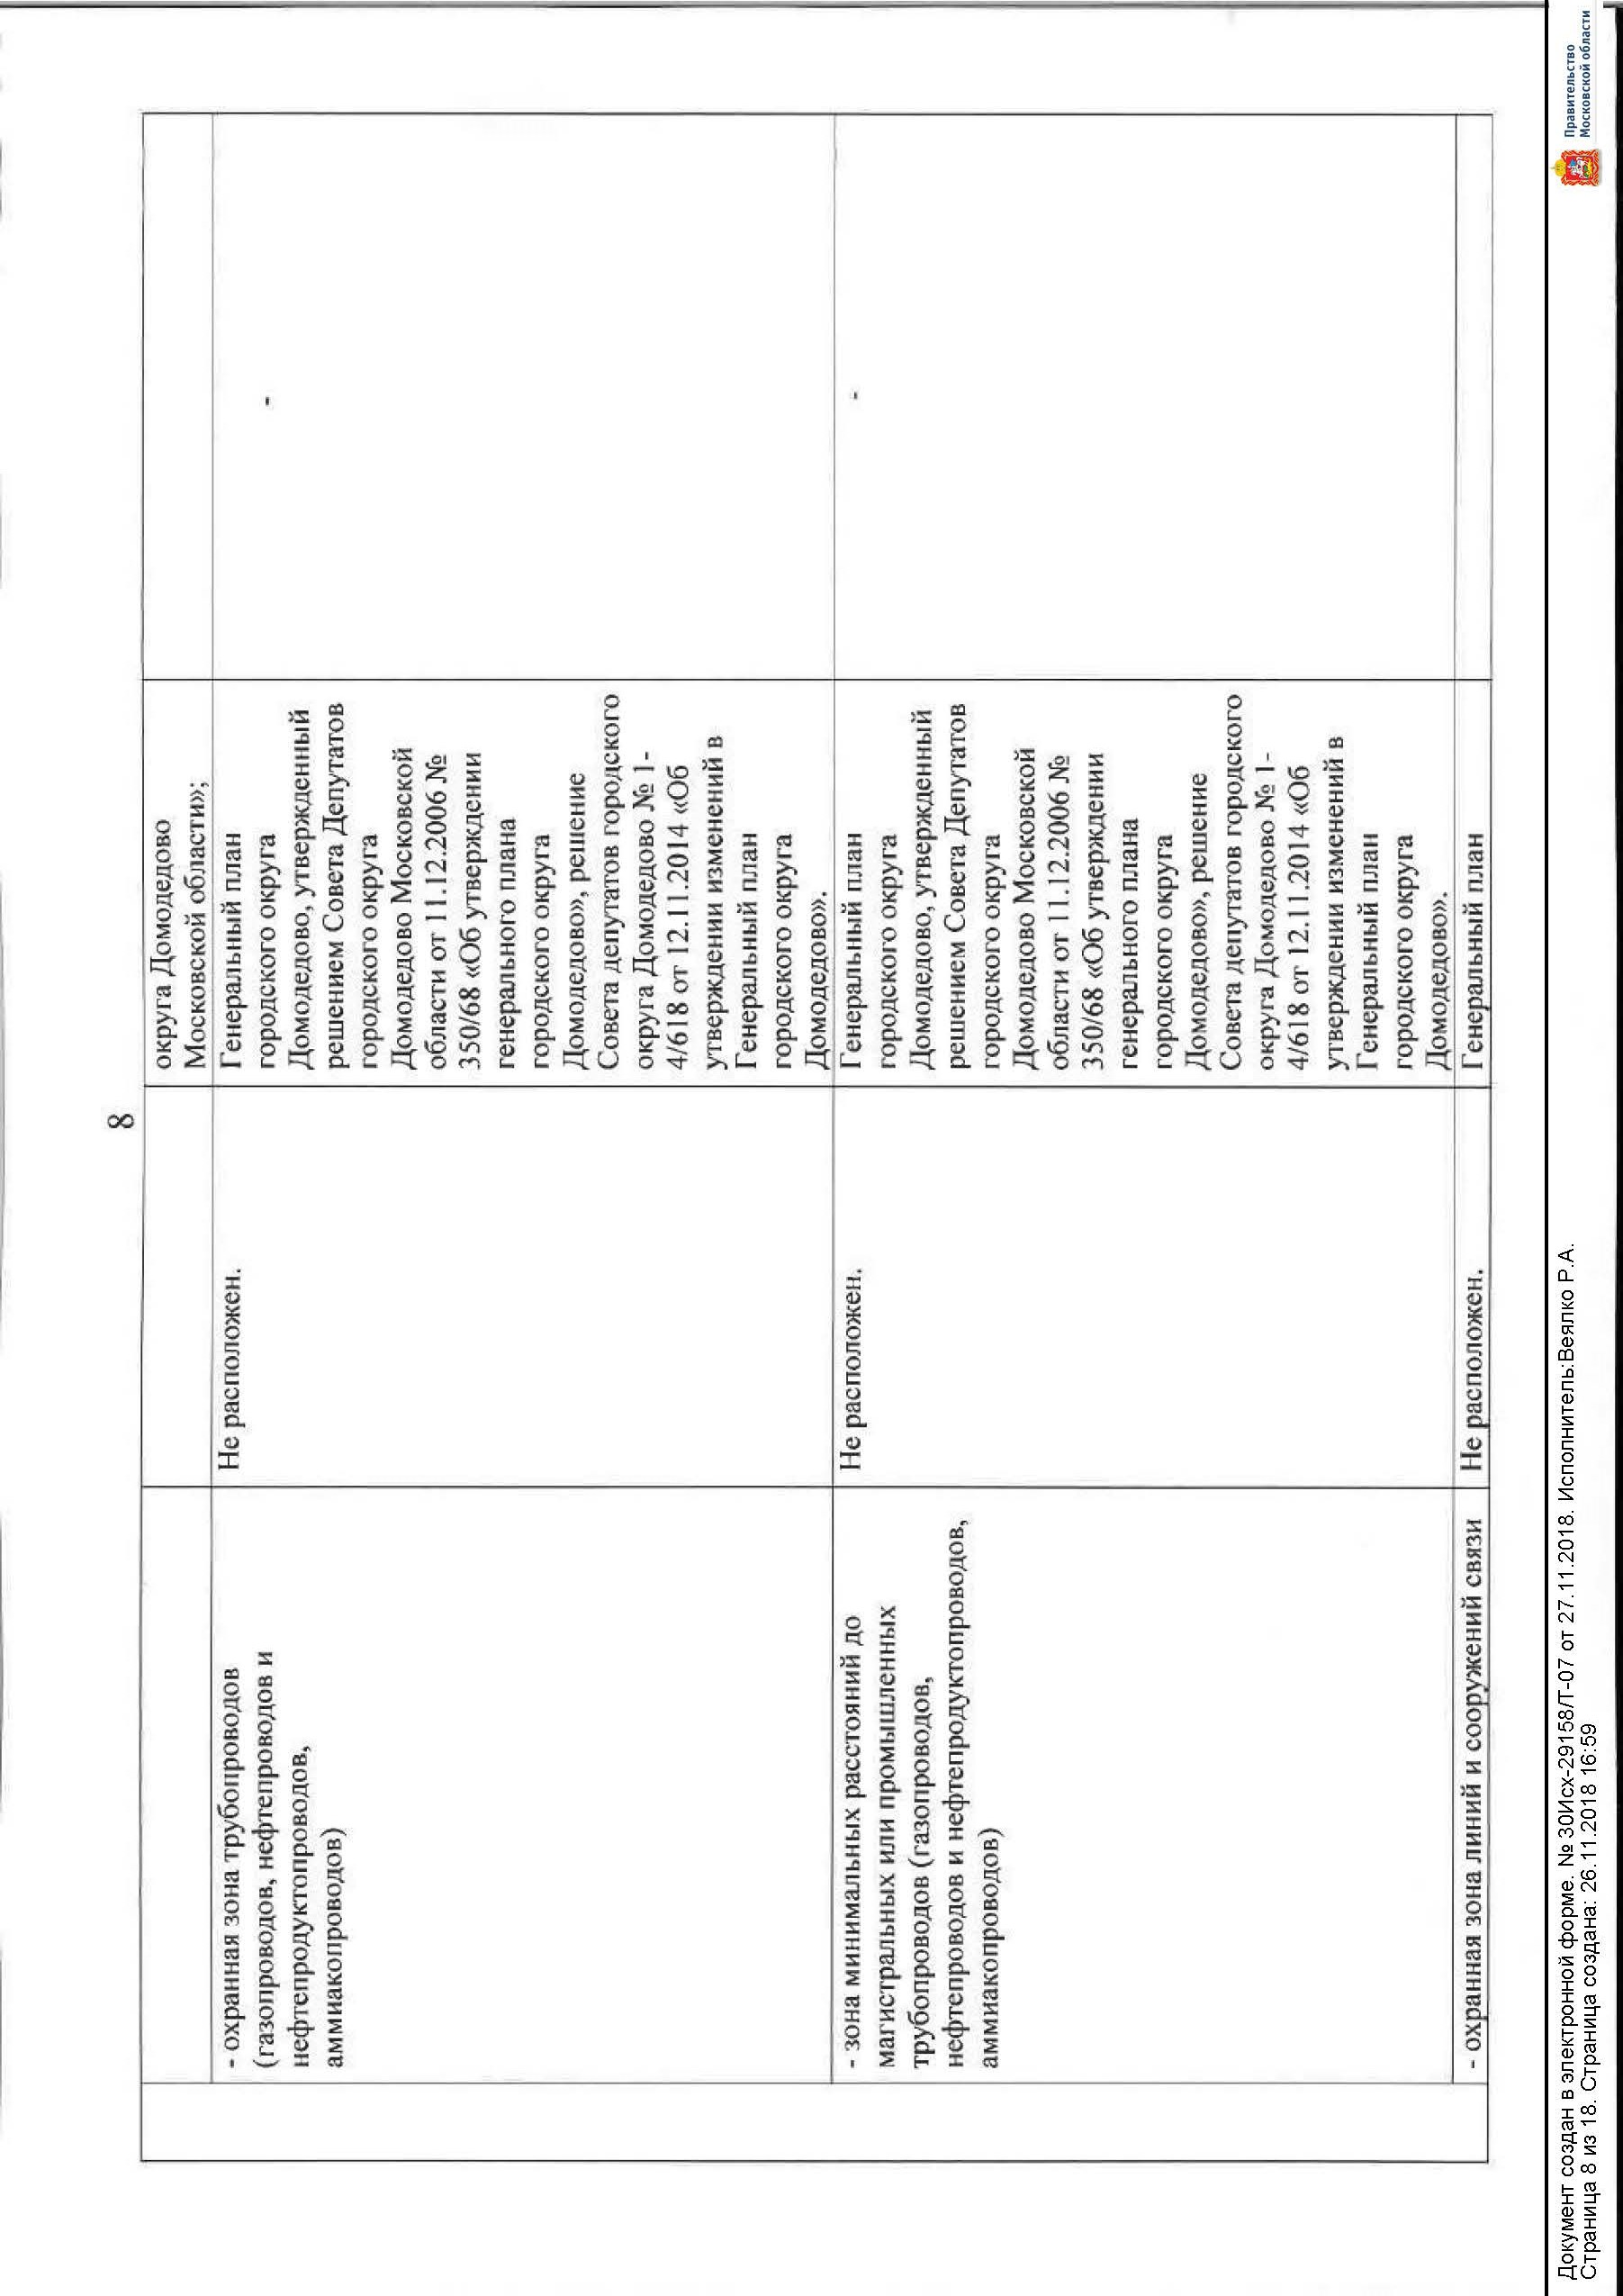 8
округа Домодедово
Московской области»;
- охранная зона трубопроводов
(газопроводов, нефтепроводов и
нефтепродуктопроводов,
аммиакопроводов)
Не расположен.
Генеральный план
городского округа
Домодедово, утвержденный
решением Совета Депутатов
городского округа
Домодедово Московской
области от 11.12.2006 №
350/68 «Об утверждении
генерального плана
городского округа
Домодедово», решение
Совета депутатов городского
округа Домодедово № 1-
4/618 от 12.11.2014 «Об
утверждении изменений в
Генеральный план
городского округа
Домодедово».
-
- зона минимальных расстояний до
магистральных или промышленных
трубопроводов (газопроводов,
нефтепроводов и нефтепродуктопроводов,
аммиакопроводов)
Не расположен.
Генеральный план
городского округа
Домодедово, утвержденный
решением Совета Депутатов
городского округа
Домодедово Московской
области от 11.12.2006 №
350/68 «Об утверждении
генерального плана
городского округа
Домодедово», решение
Совета депутатов городского
округа Домодедово № 1-
4/618 от 12.11.2014 «Об
утверждении изменений в
Генеральный план
городского округа
Домодедово».
-
- охранная зона линий и сооружений связи
Не расположен.
Генеральный план
Документ создан в электронной форме. № 30Исх-29158/Т-07 от 27.11.2018. Исполнитель:Веялко Р.А.
Страница 8 из 18. Страница создана: 26.11.2018 16:59
Правительство
Московской области